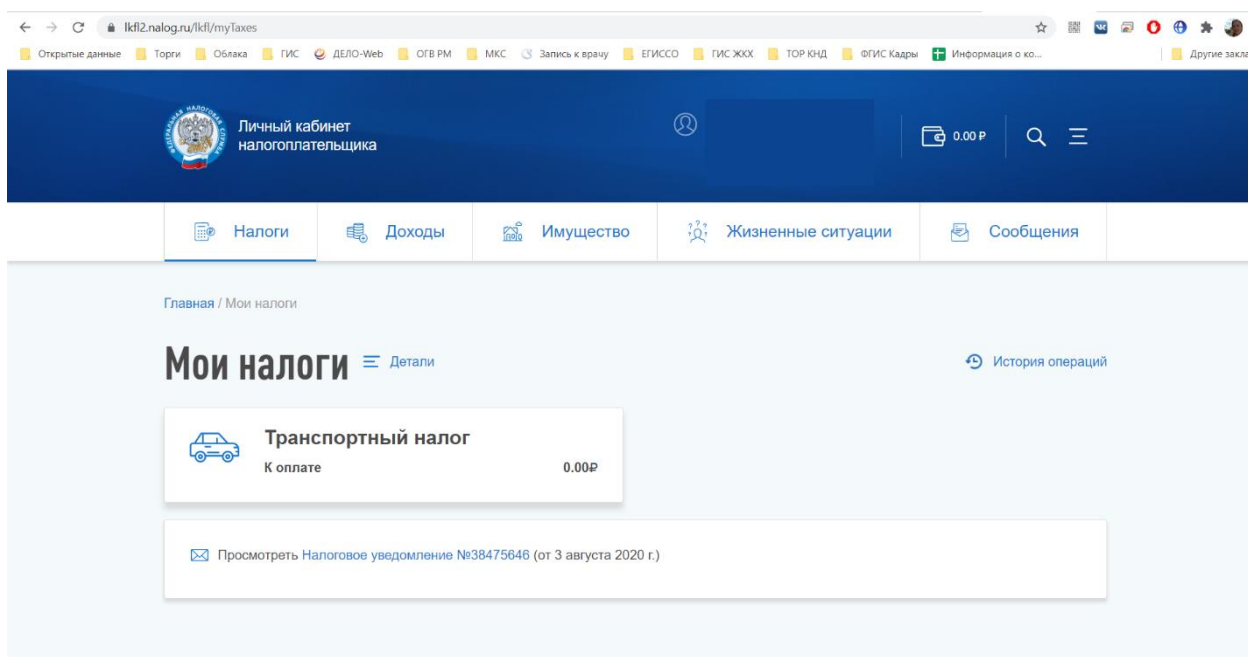 lkfl2.nalog.ru/lkfl/myTaxes
Открытые данные Торги Облака ГИС ДЕЛО-Web ОГВ РМ МКС Запись к врачу ЕГИССО ГИС ЖКХ ТОР КНД ФГИС Кадры Информация о ко... Другие закла
Личный кабинет
налогоплательщика
0.00 ₽
Налоги Доходы Имущество Жизненные ситуации Сообщения
Главная / Мои налоги
Мои налоги Детали История операций
Транспортный налог
К оплате 0.00₽
Просмотреть Налоговое уведомление №38475646 (от 3 августа 2020 г.)